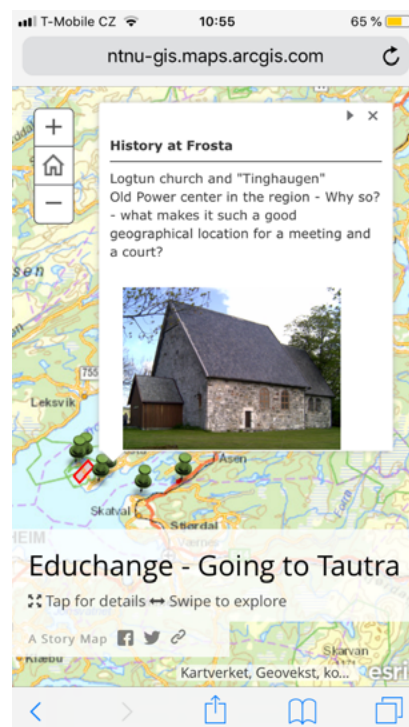 T-Mobile CZ
10:55
65 %
ntnu-gis.maps.arcgis.com
History at Frosta
Logtun church and "Tinghaugen"
Old Power center in the region - Why so?
- what makes it such a good
geographical location for a meeting and
a court?
755
Leksvik
Åsen
Skatval
Stjørdal
Educhange - Going to Tautra
Tap for details ↔ Swipe to explore
A Story Map
Klæbu
Skarvan
Kartverket, Geovekst, ko...
esri